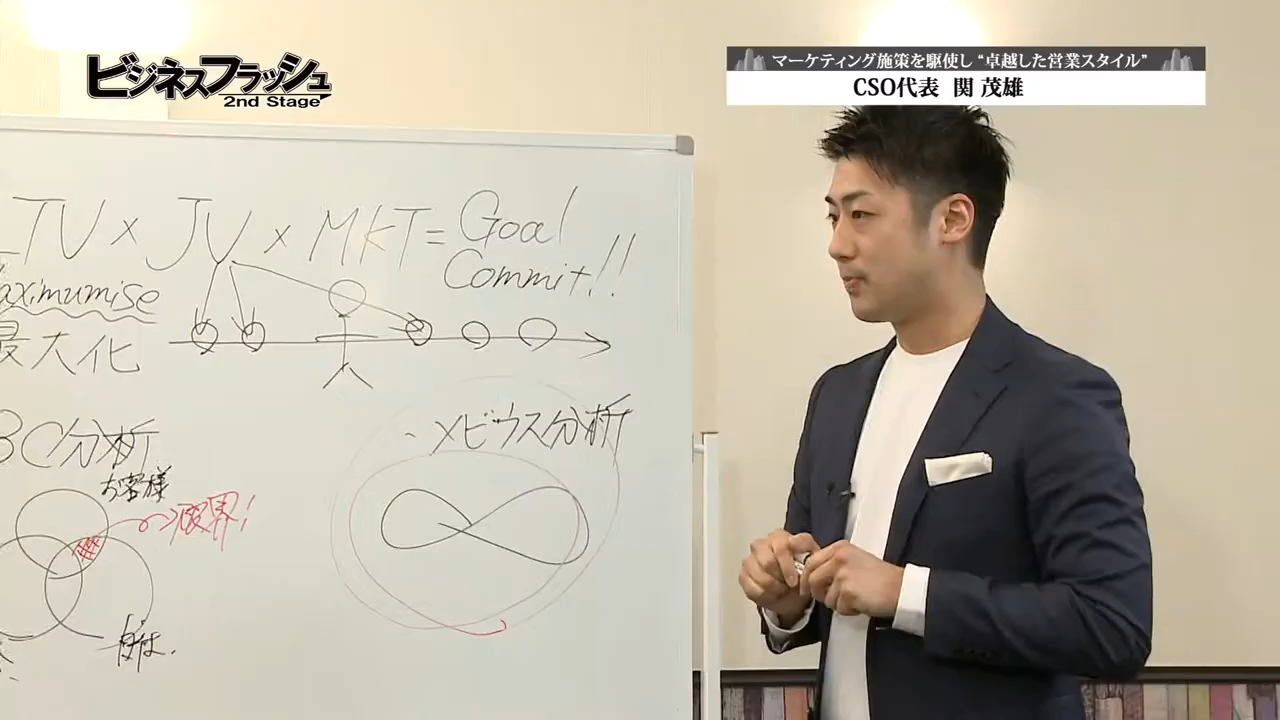 ビジネスフラッシュ
2nd Stage
マーケティング施策を駆使し “卓越した営業スタイル”
CSO代表 関 茂雄
LTV × JV × MKT = Goal
Commit!!
aximumise
最大化
3C分析
お客様
限界!
・メビウス分析
自社